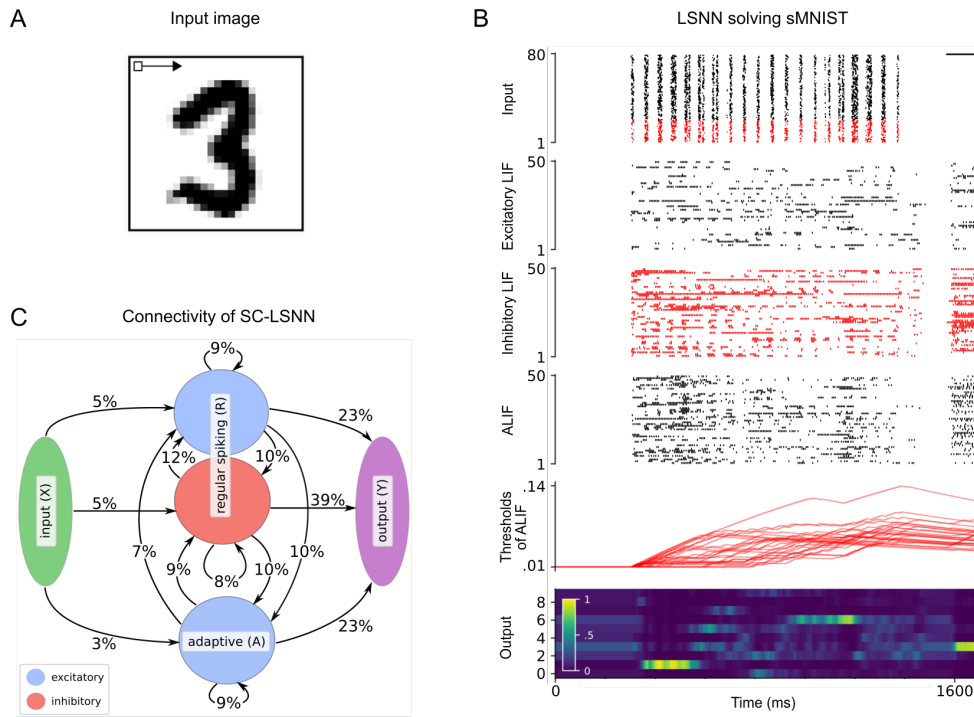 A
Input image
B
LSNN solving sMNIST
80
Input
1
50
Excitatory LIF
1
50
Inhibitory LIF
1
50
ALIF
1
.14
Thresholds
of ALIF
.01
8
6
4
2
0
Output
1
.5
0
0
Time (ms)
1600
C
Connectivity of SC-LSNN
9%
5%
23%
regular spiking (R)
12%
10%
input (X)
5%
39%
output (Y)
7%
9%
8%
10%
10%
3%
adaptive (A)
23%
9%
excitatory
inhibitory